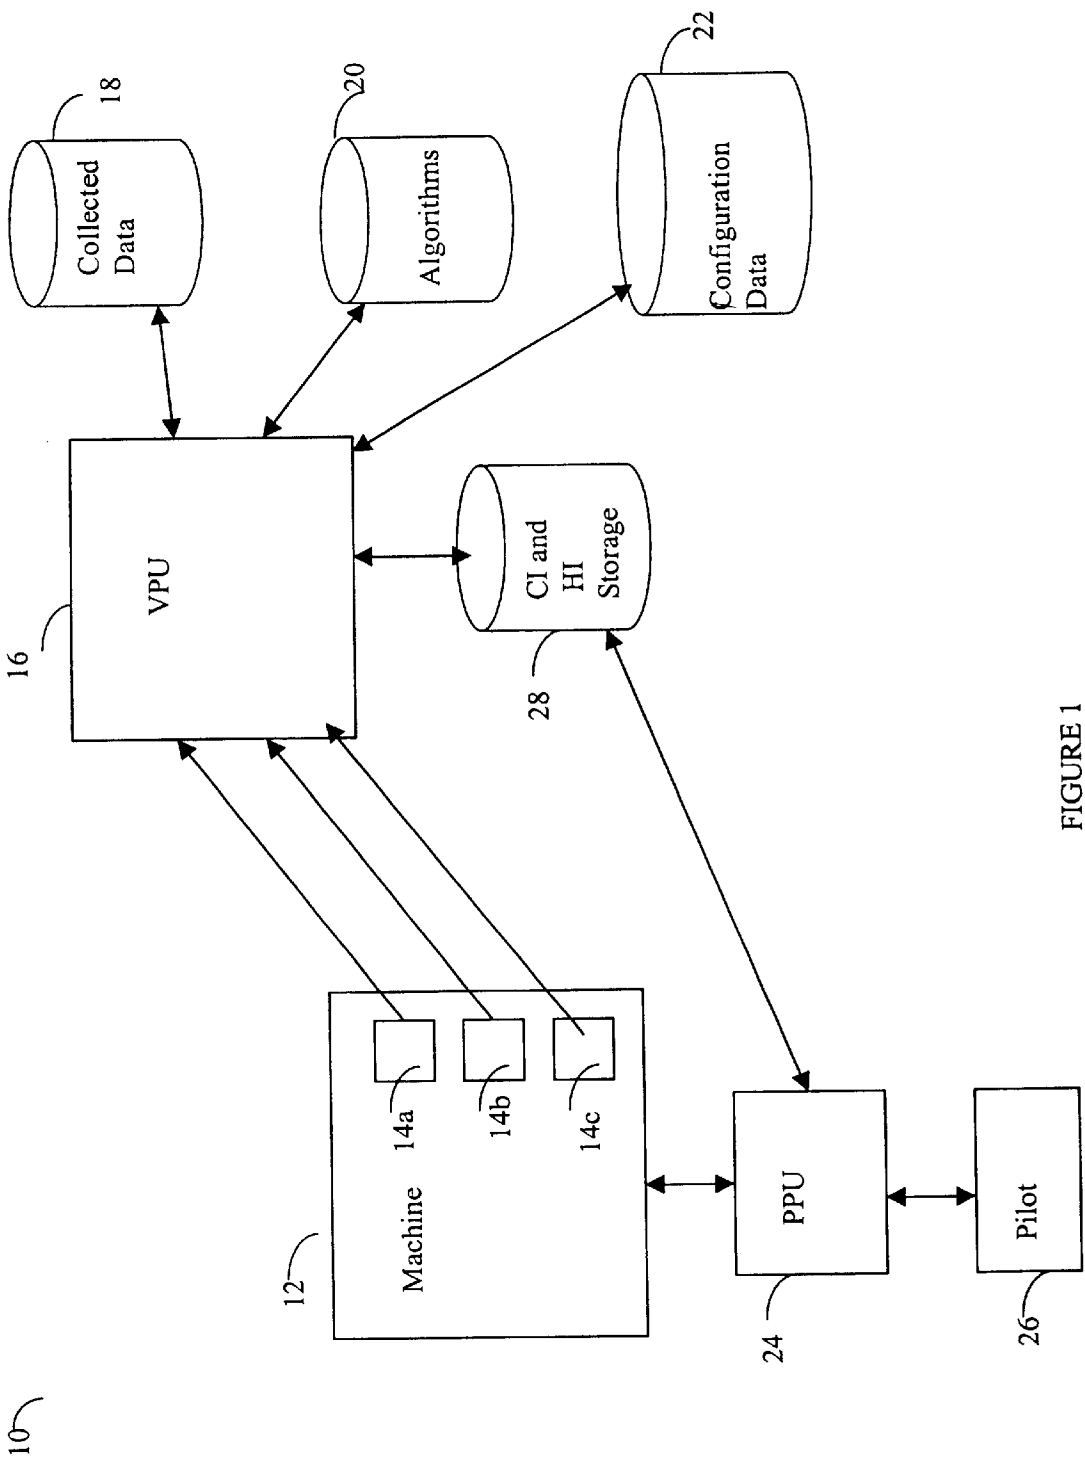 10
12
Machine
14a
14b
14c
16
VPU
18
Collected
Data
20
Algorithms
22
Configuration
Data
28
CI and
HI
Storage
24
PPU
26
Pilot
FIGURE 1